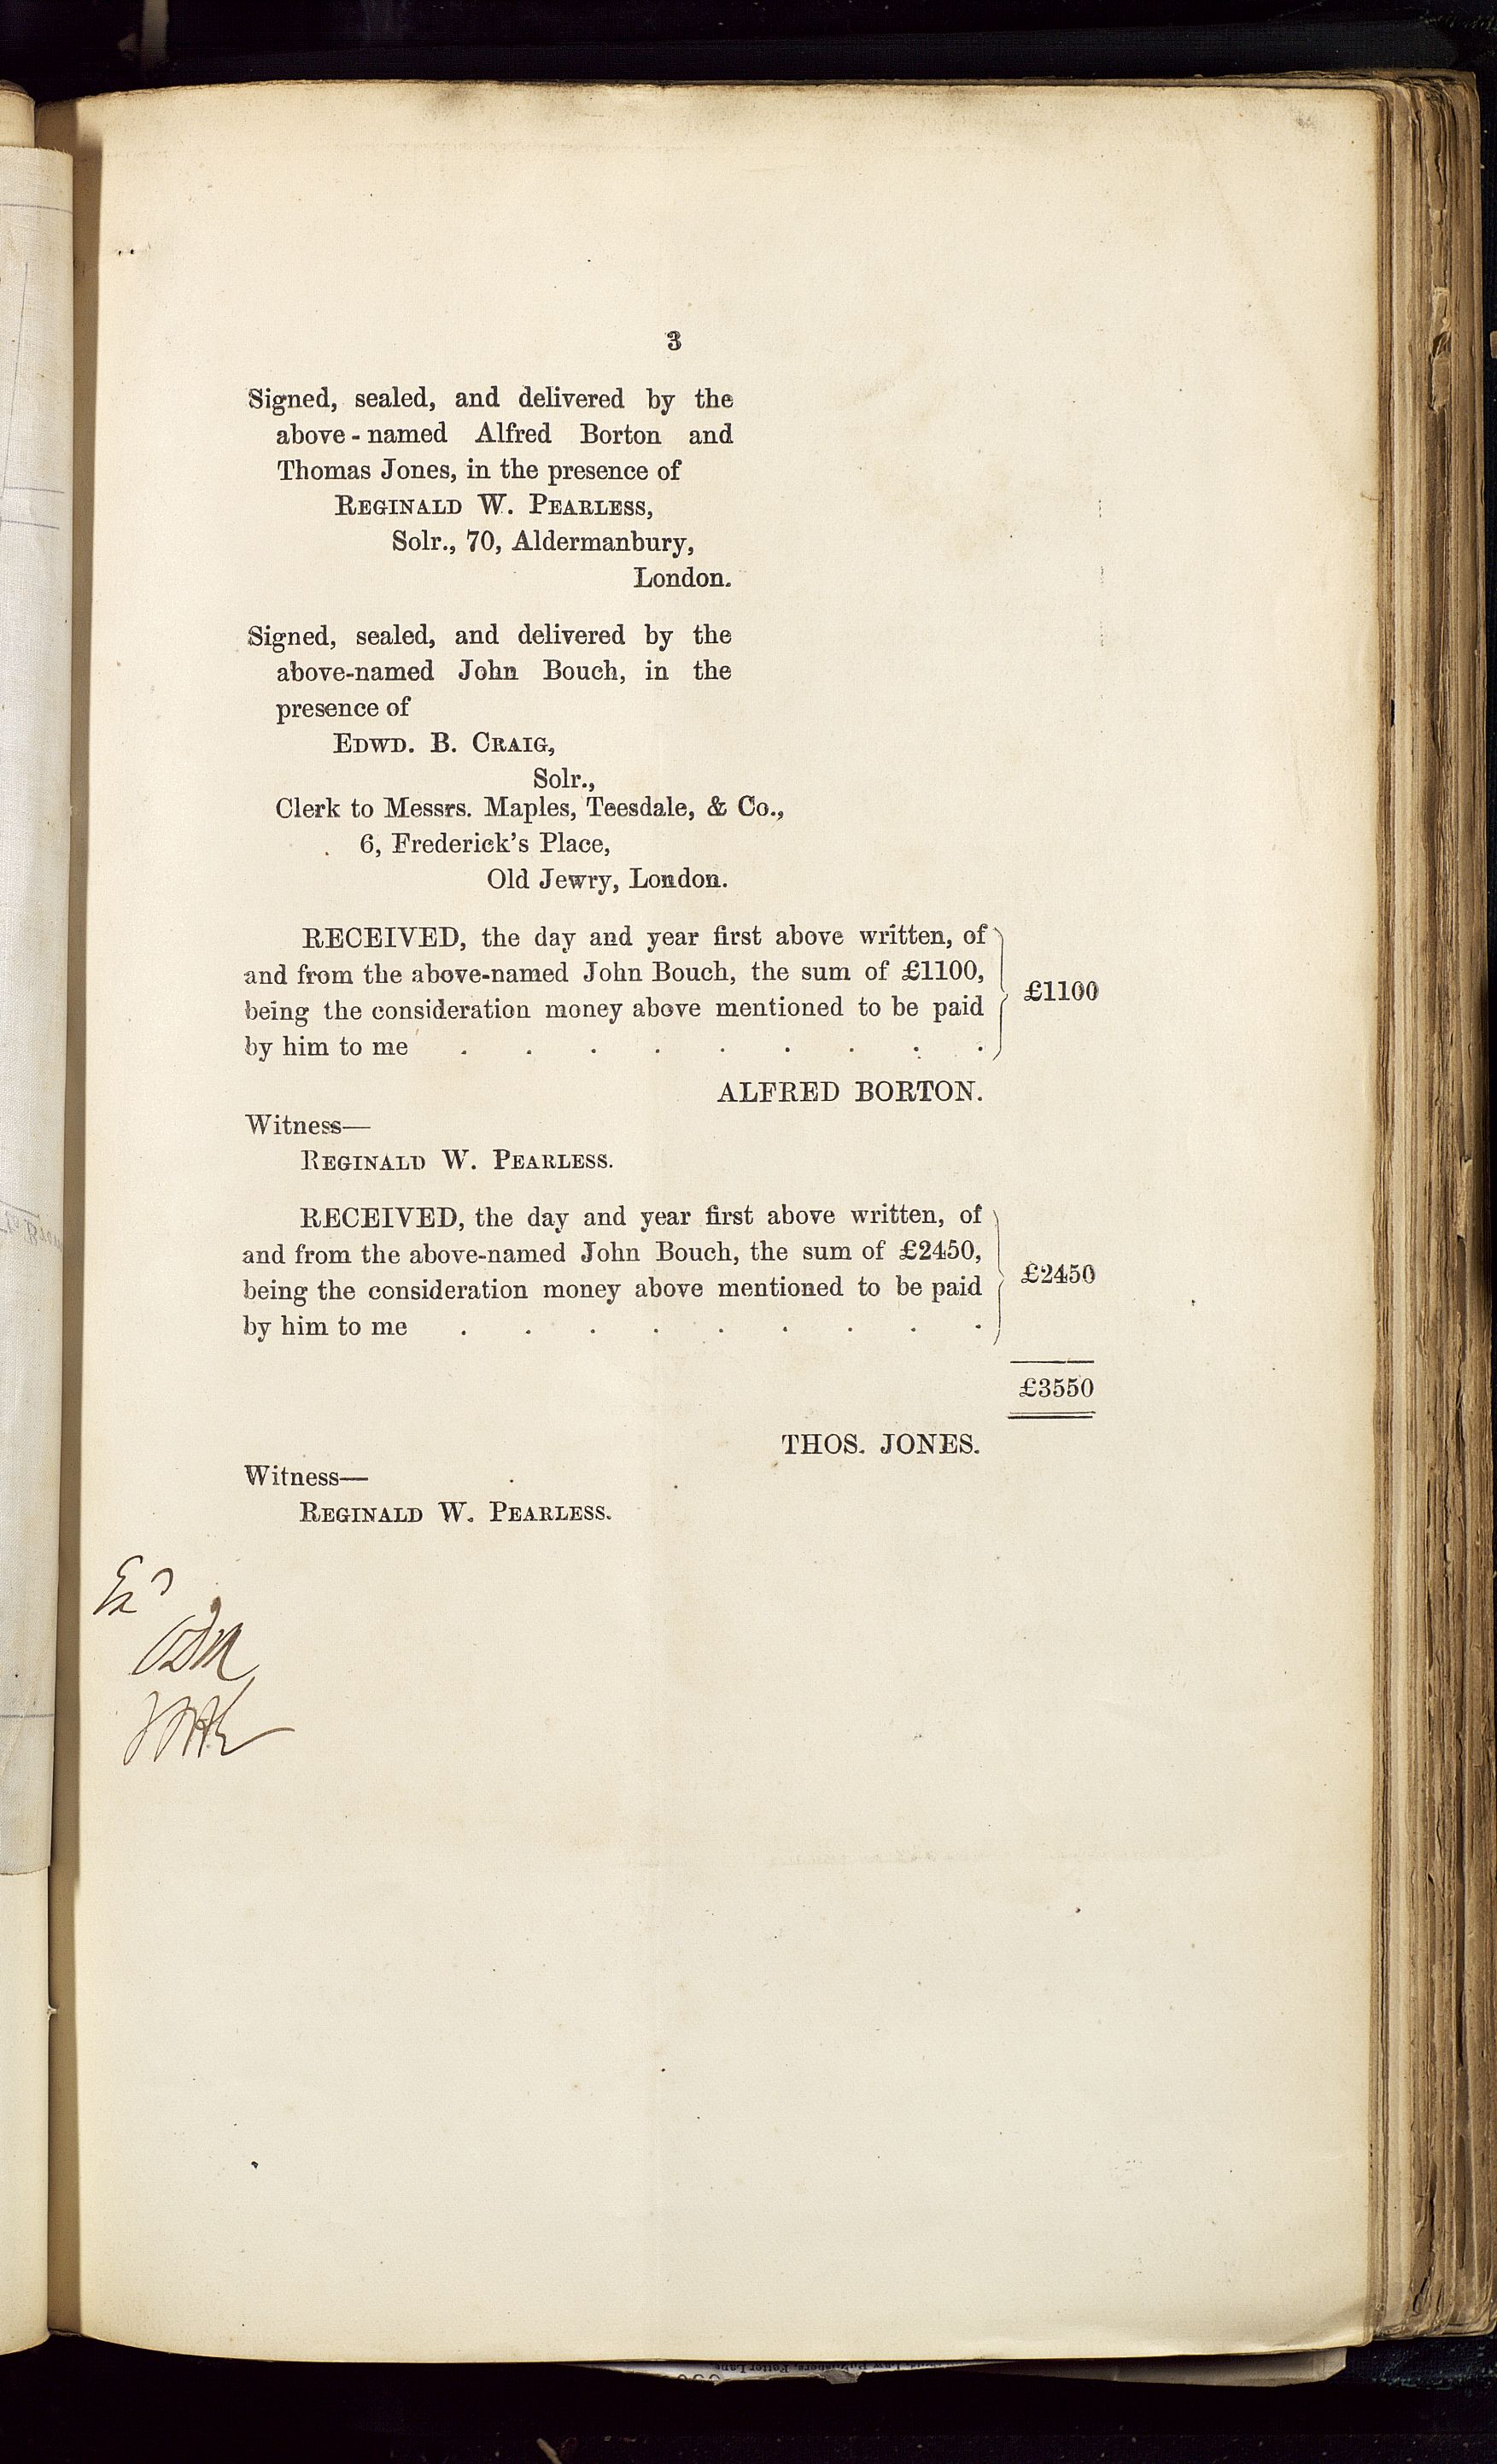 3
Signed, sealed, and delivered by the
above-named Alfred Borton and
Thomas Jones, in the presence of
REGINALD W. PEARLESS,
Solr., 70, Aldermanbury,
London.
Signed, sealed, and delivered by the
above-named John Bouch, in the
presence of
EDWD. B. CRAIG,
Solr.,
Clerk to Messrs. Maples, Teesdale, & Co.,
6, Frederick's Place,
Old Jewry, London.
RECEIVED, the day and year first above written, of
and from the above-named John Bouch, the sum of £1100,
being the consideration money above mentioned to be paid
by him to me . . . . . . . . .
£1100
ALFRED BORTON.
Witness—
REGINALD W. PEARLESS.
RECEIVED, the day and year first above written, of
and from the above-named John Bouch, the sum of £2450,
being the consideration money above mentioned to be paid
by him to me . . . . . . . . .
£2450
£3550
THOS. JONES.
Witness—
REGINALD W. PEARLESS.
Exd